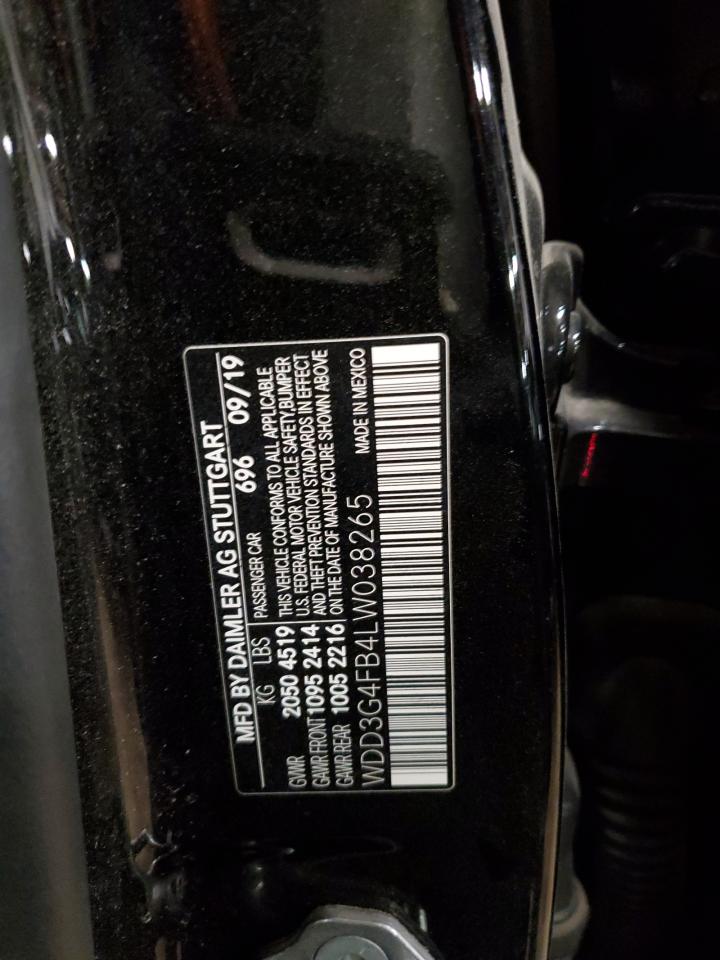 MFD BY DAIMLER AG STUTTGART
696 09/19
KG LBS PASSENGER CAR
GVWR 2050 4519 THIS VEHICLE CONFORMS TO ALL APPLICABLE
U.S. FEDERAL MOTOR VEHICLE SAFETY,BUMPER
GAWR FRONT 1095 2414 AND THEFT PREVENTION STANDARDS IN EFFECT
GAWR REAR 1005 2216 ON THE DATE OF MANUFACTURE SHOWN ABOVE
WDD3G4FB4LW038265 MADE IN MEXICO